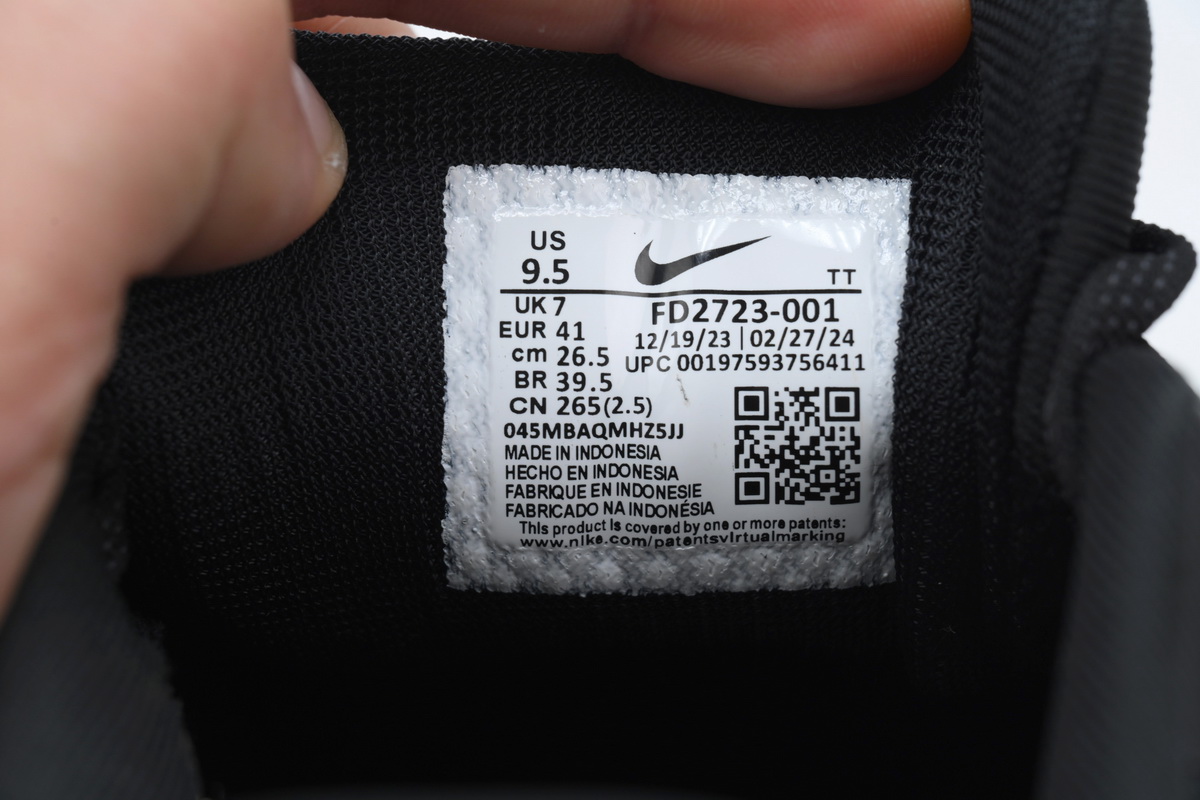 US
9.5
TT
UK 7
EUR 41
cm 26.5
BR 39.5
CN 265(2.5)
FD2723-001
12/19/23 | 02/27/24
UPC 00197593756411
045MBAQMHZ5JJ
MADE IN INDONESIA
HECHO EN INDONESIA
FABRIQUE EN INDONESIE
FABRICADO NA INDONÉSIA
This product is covered by one or more patents:
www.nike.com/patentsvirtualmarking